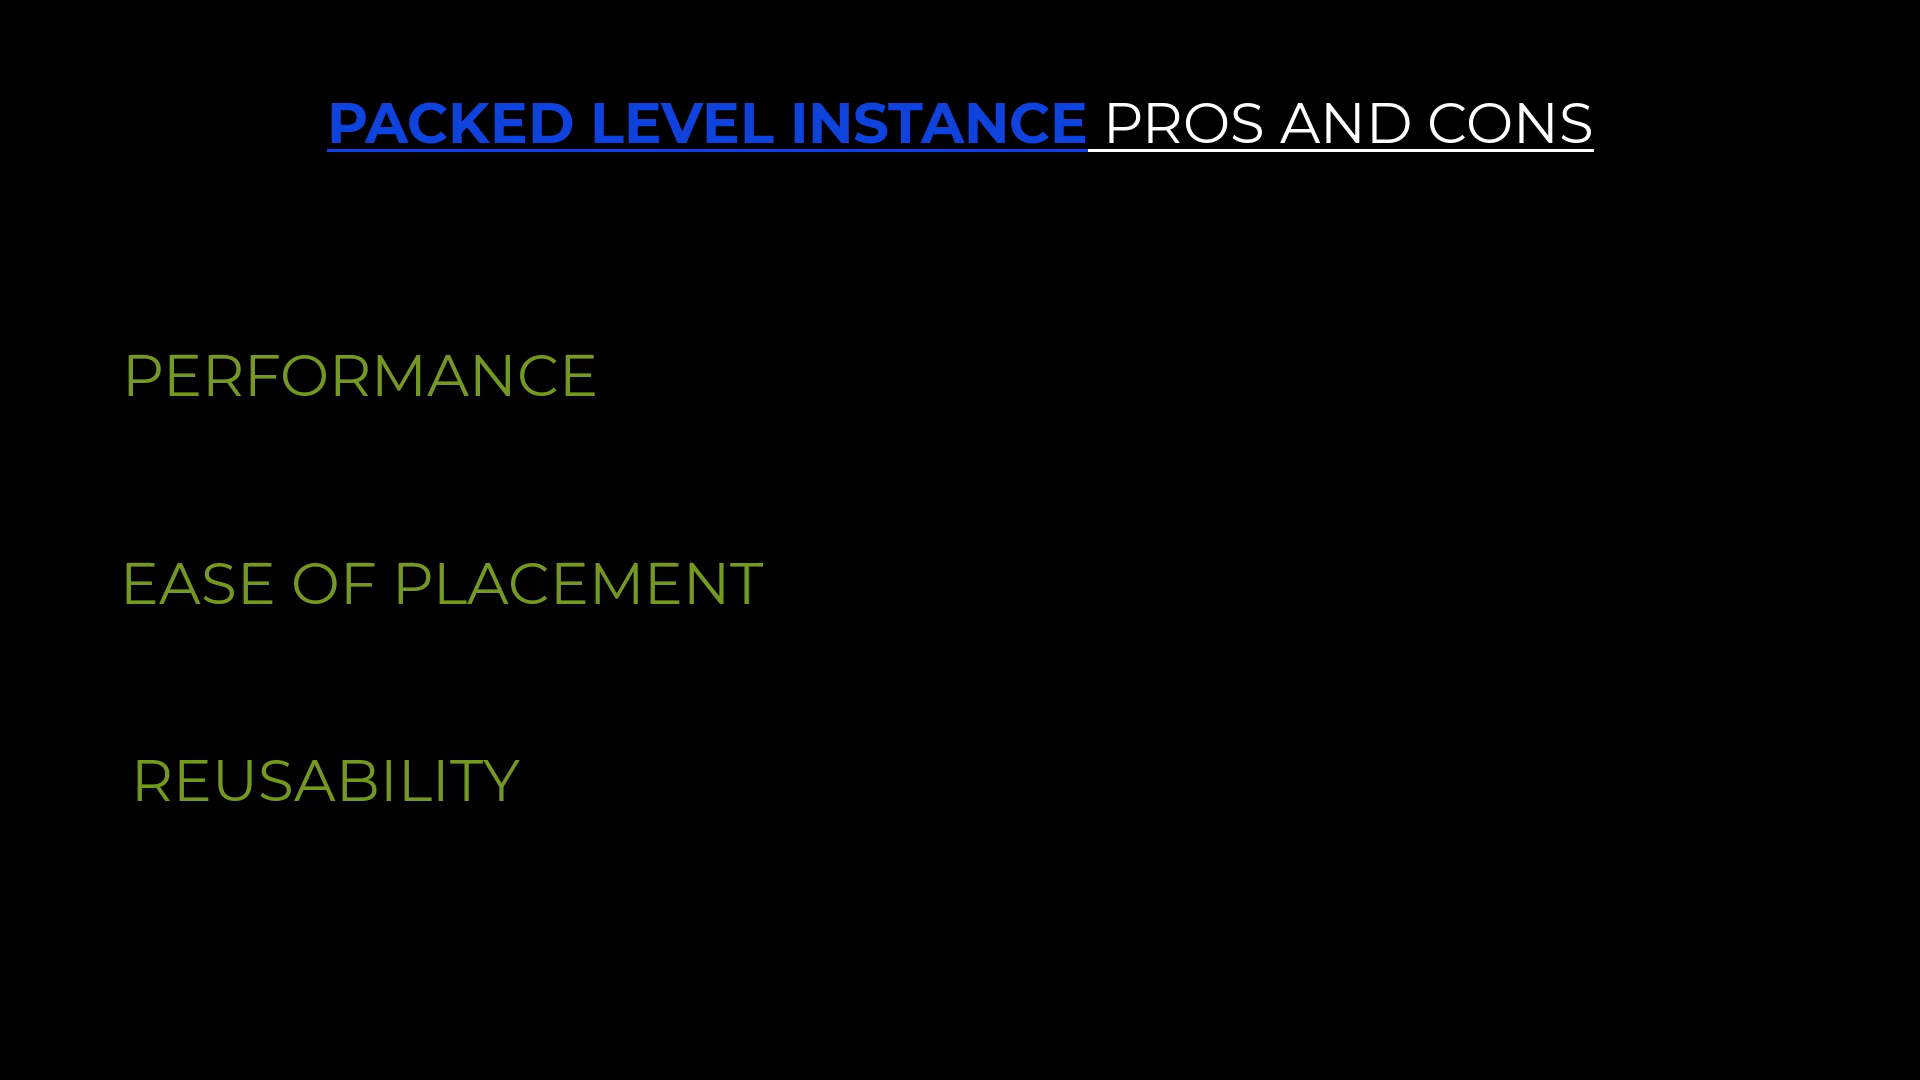 PACKED LEVEL INSTANCE PROS AND CONS
PERFORMANCE
EASE OF PLACEMENT
REUSABILITY